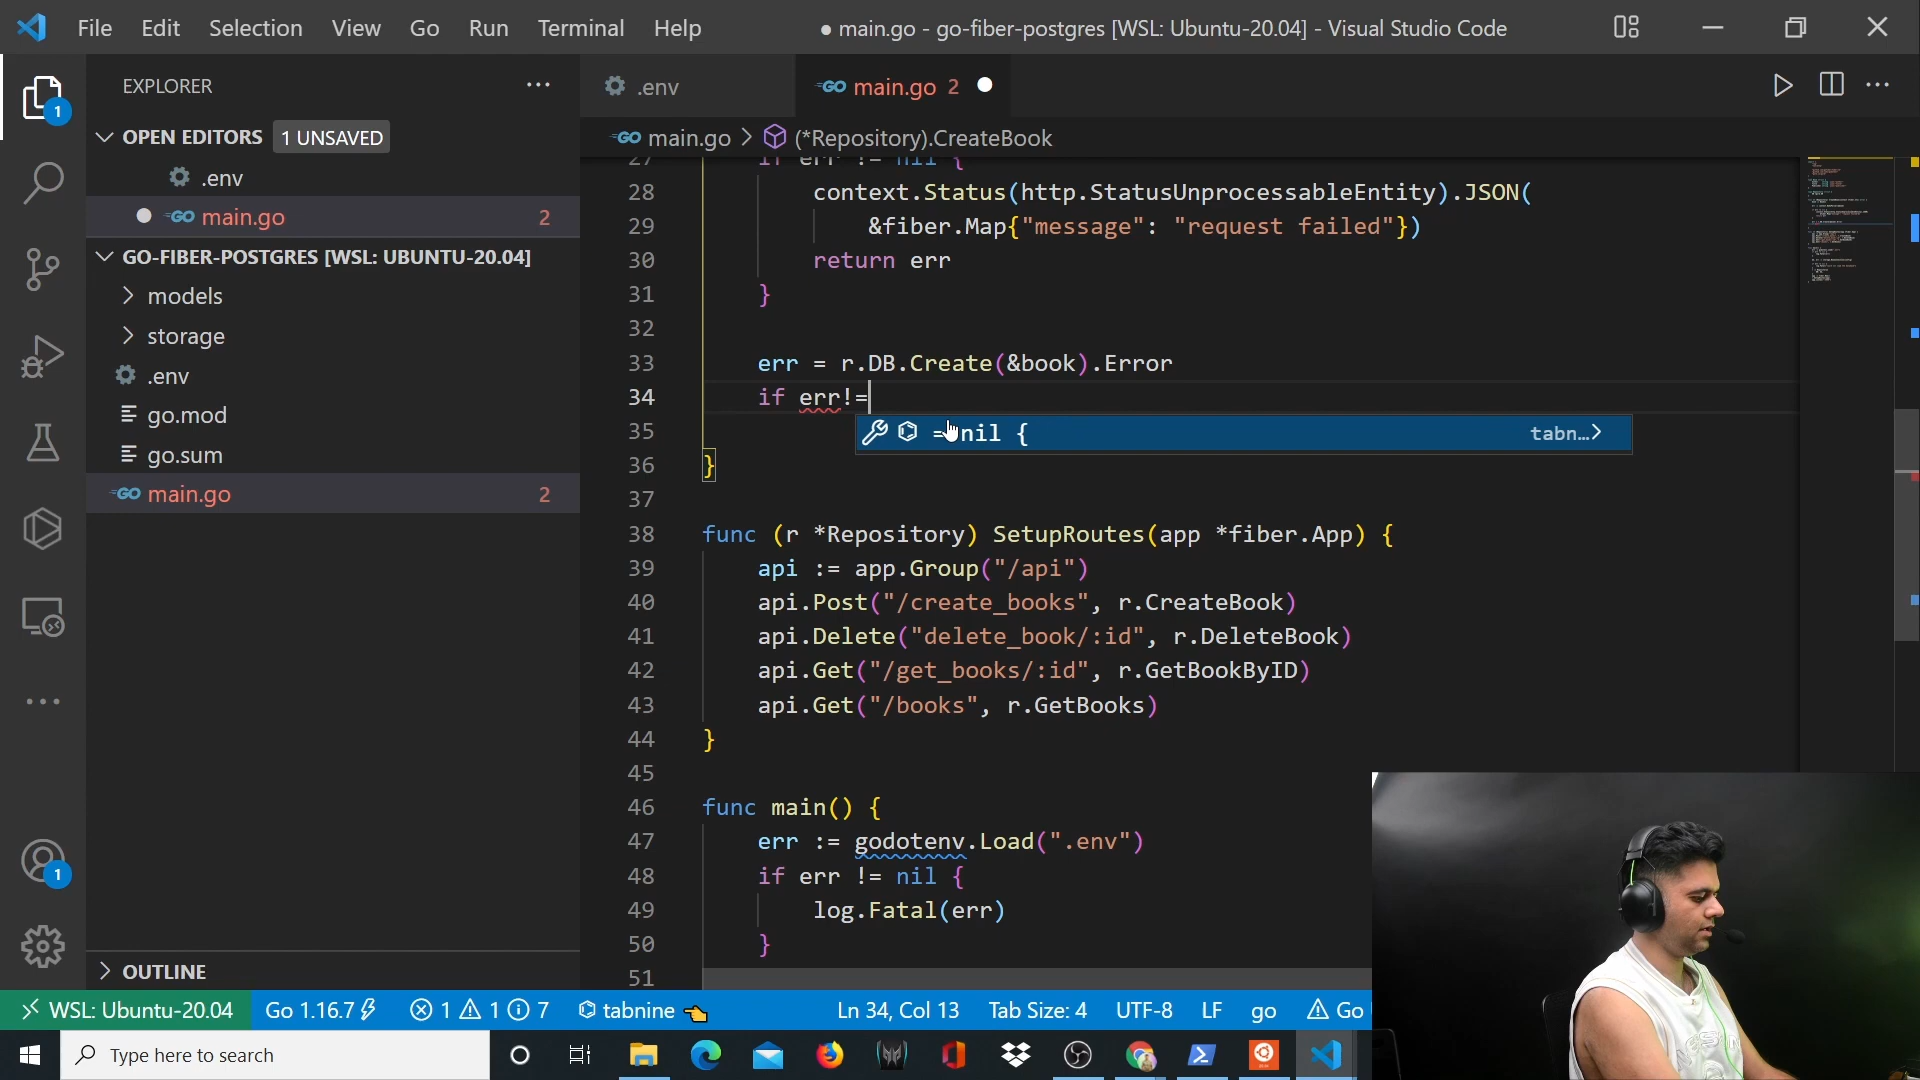 File Edit Selection View Go Run Terminal Help
● main.go - go-fiber-postgres [WSL: Ubuntu-20.04] - Visual Studio Code
EXPLORER
OPEN EDITORS 1 UNSAVED
.env
main.go 2
GO-FIBER-POSTGRES [WSL: UBUNTU-20.04]
models
storage
.env
go.mod
go.sum
main.go 2
OUTLINE
1
1
.env
main.go 2
main.go > (*Repository).CreateBook
27 if err != nil {
28 context.Status(http.StatusUnprocessableEntity).JSON(
29 &fiber.Map{"message": "request failed"})
30 return err
31 }
32
33 err = r.DB.Create(&book).Error
34 if err!=
35
= nil { tabn…>
36 }
37
38 func (r *Repository) SetupRoutes(app *fiber.App) {
39 api := app.Group("/api")
40 api.Post("/create_books", r.CreateBook)
41 api.Delete("delete_book/:id", r.DeleteBook)
42 api.Get("/get_books/:id", r.GetBookByID)
43 api.Get("/books", r.GetBooks)
44 }
45
46 func main() {
47 err := godotenv.Load(".env")
48 if err != nil {
49 log.Fatal(err)
50 }
51
WSL: Ubuntu-20.04 Go 1.16.7 1 1 7 tabnine Ln 34, Col 13 Tab Size: 4 UTF-8 LF go Go
Type here to search